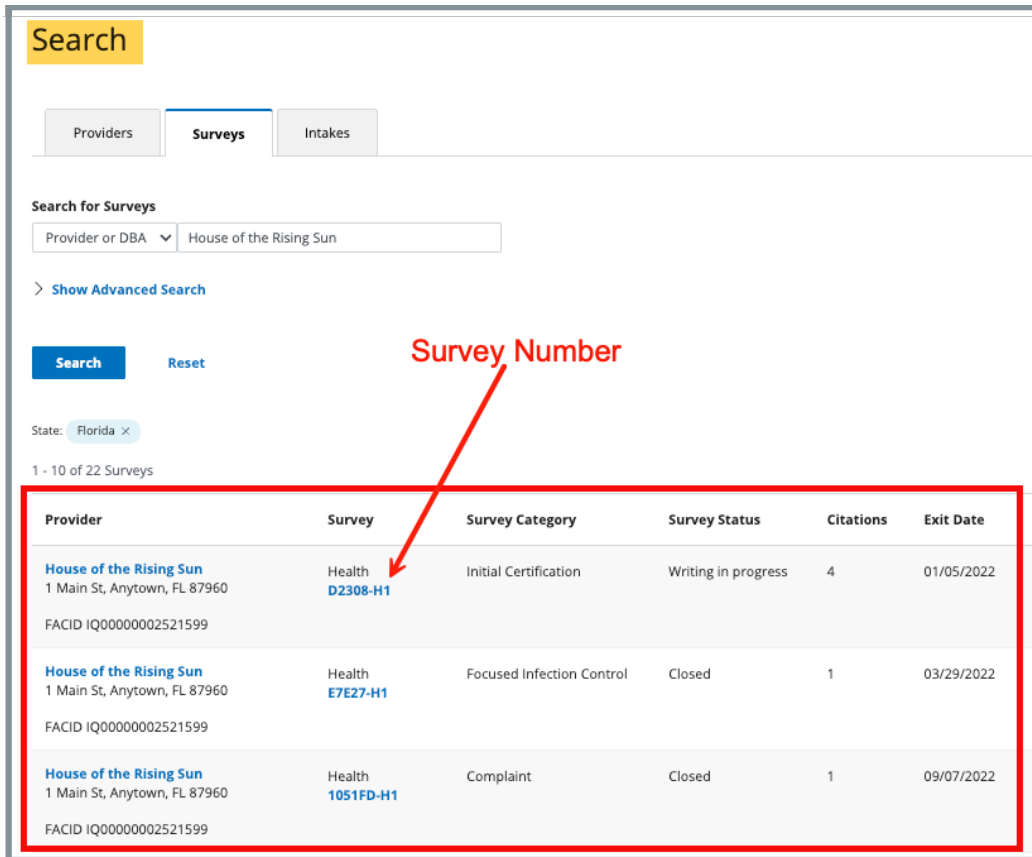 Search
Providers Surveys Intakes
Search for Surveys
Provider or DBA House of the Rising Sun
Show Advanced Search
Search Reset
Survey Number
State: Florida ×
1 - 10 of 22 Surveys
Provider Survey Survey Category Survey Status Citations Exit Date
House of the Rising Sun Health Initial Certification Writing in progress 4 01/05/2022
1 Main St, Anytown, FL 87960 D2308-H1
FACID IQ00000002521599
House of the Rising Sun Health Focused Infection Control Closed 1 03/29/2022
1 Main St, Anytown, FL 87960 E7E27-H1
FACID IQ00000002521599
House of the Rising Sun Health Complaint Closed 1 09/07/2022
1 Main St, Anytown, FL 87960 1051FD-H1
FACID IQ00000002521599